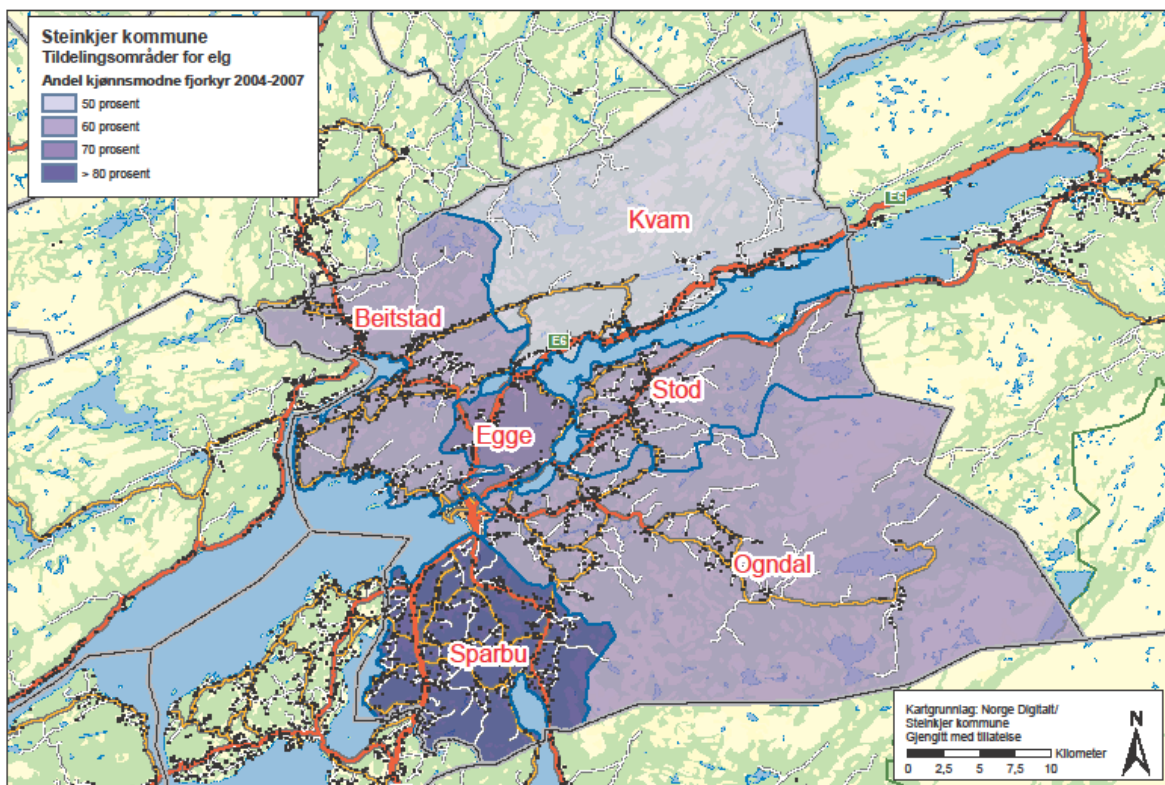 Steinkjer kommune
Tildelingsområder for elg
Andel kjønnsmodne fjorkyr 2004-2007
50 prosent
60 prosent
70 prosent
> 80 prosent
E6
Kvam
Beitstad
E6
Stod
Egge
Ogndal
Sparbu
Kartgrunnlag: Norge Digitalt/
Steinkjer kommune
Gjengitt med tillatelse
N
Kilometer
0 2,5 5 7,5 10